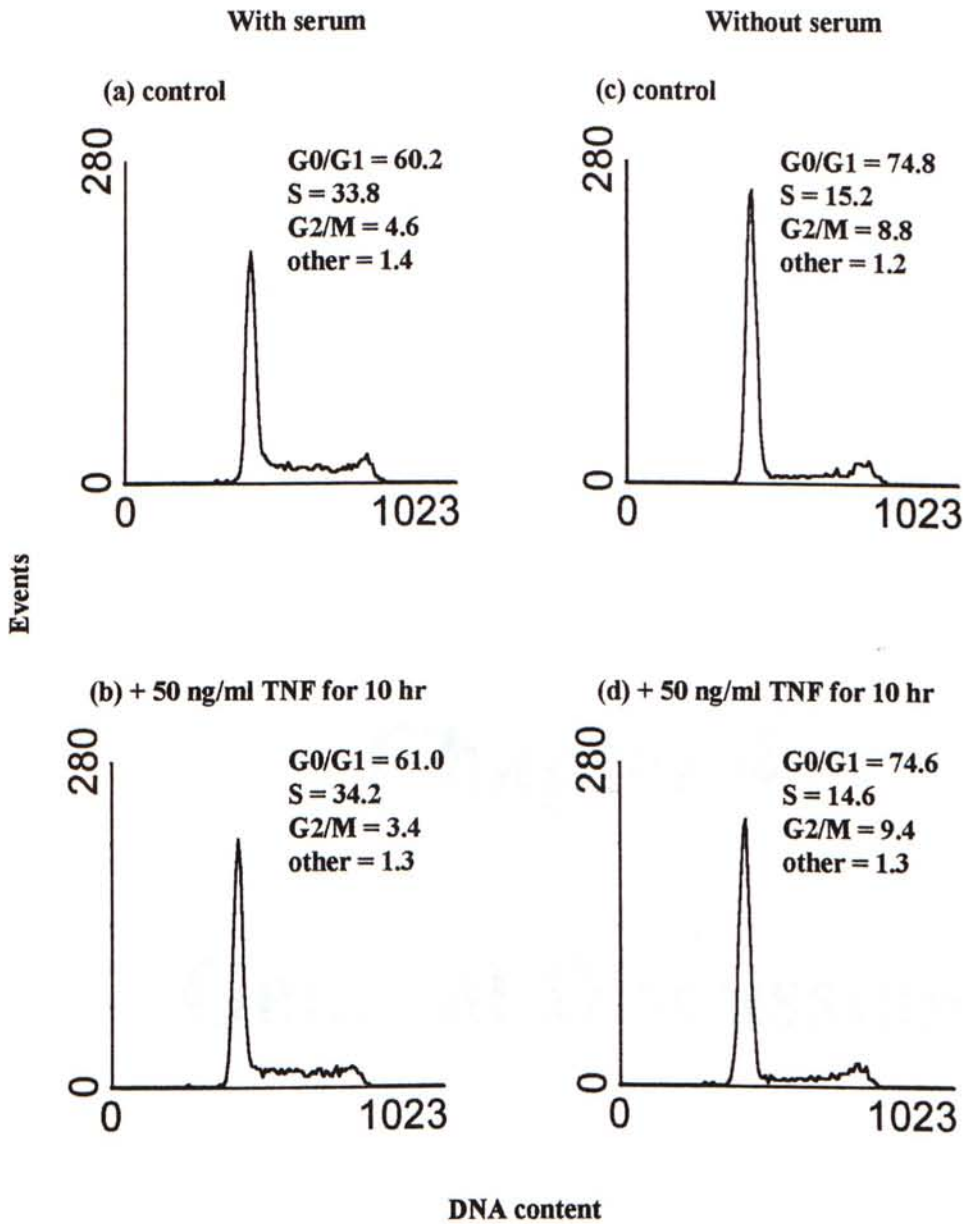 With serum
Without serum
(a) control
280
G0/G1 = 60.2
S = 33.8
G2/M = 4.6
other = 1.4
0
0
1023
(c) control
280
G0/G1 = 74.8
S = 15.2
G2/M = 8.8
other = 1.2
0
0
1023
Events
(b) + 50 ng/ml TNF for 10 hr
280
G0/G1 = 61.0
S = 34.2
G2/M = 3.4
other = 1.3
0
0
1023
(d) + 50 ng/ml TNF for 10 hr
280
G0/G1 = 74.6
S = 14.6
G2/M = 9.4
other = 1.3
0
0
1023
DNA content